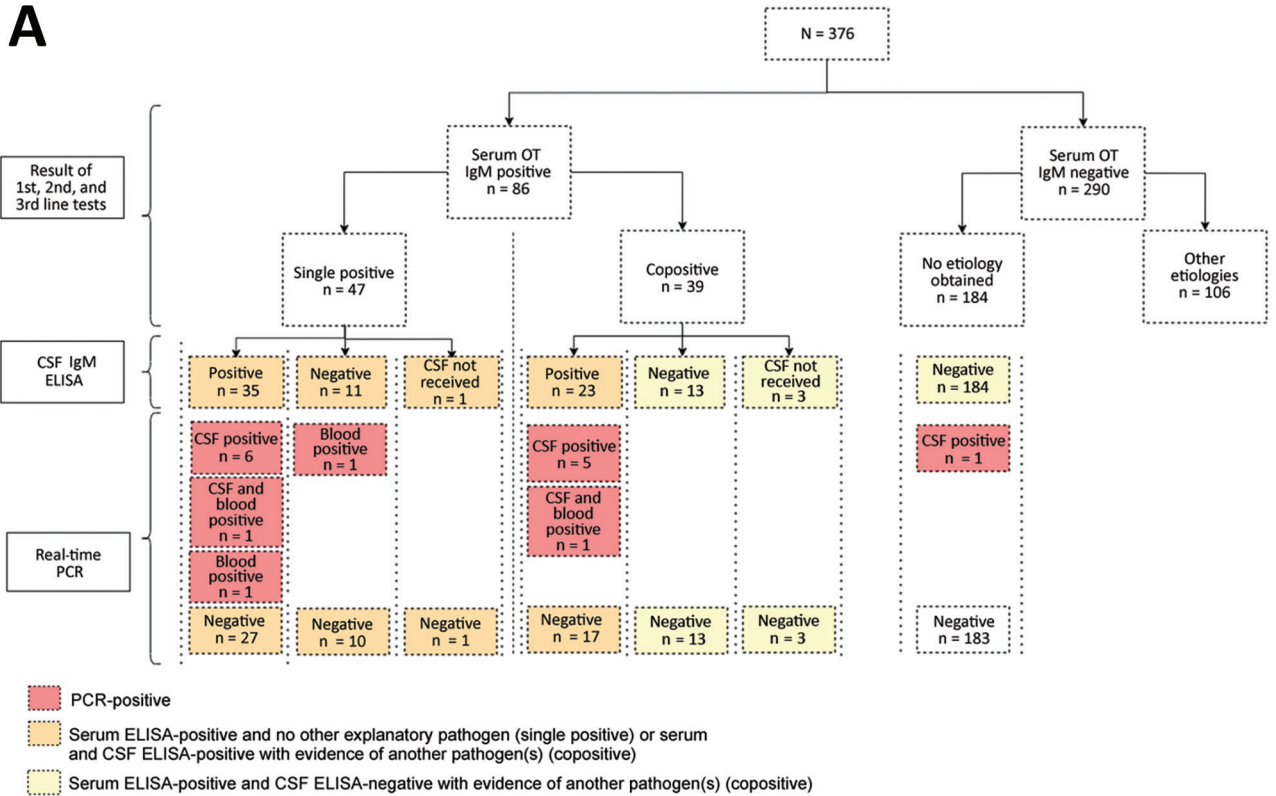 A
N = 376
Serum OT
IgM positive
n = 86
Serum OT
IgM negative
n = 290
Result of
1st, 2nd, and
3rd line tests
Single positive
n = 47
Copositive
n = 39
No etiology
obtained
n = 184
Other
etiologies
n = 106
CSF IgM
ELISA
Positive
n = 35
Negative
n = 11
CSF not
received
n = 1
Positive
n = 23
Negative
n = 13
CSF not
received
n = 3
Negative
n = 184
Real-time
PCR
CSF positive
n = 6
CSF and
blood
positive
n = 1
Blood
positive
n = 1
Negative
n = 27
Blood
positive
n = 1
Negative
n = 10
Negative
n = 1
CSF positive
n = 5
CSF and
blood
positive
n = 1
Negative
n = 17
Negative
n = 13
Negative
n = 3
CSF positive
n = 1
Negative
n = 183
PCR-positive
Serum ELISA-positive and no other explanatory pathogen (single positive) or serum
and CSF ELISA-positive with evidence of another pathogen(s) (copositive)
Serum ELISA-positive and CSF ELISA-negative with evidence of another pathogen(s) (copositive)